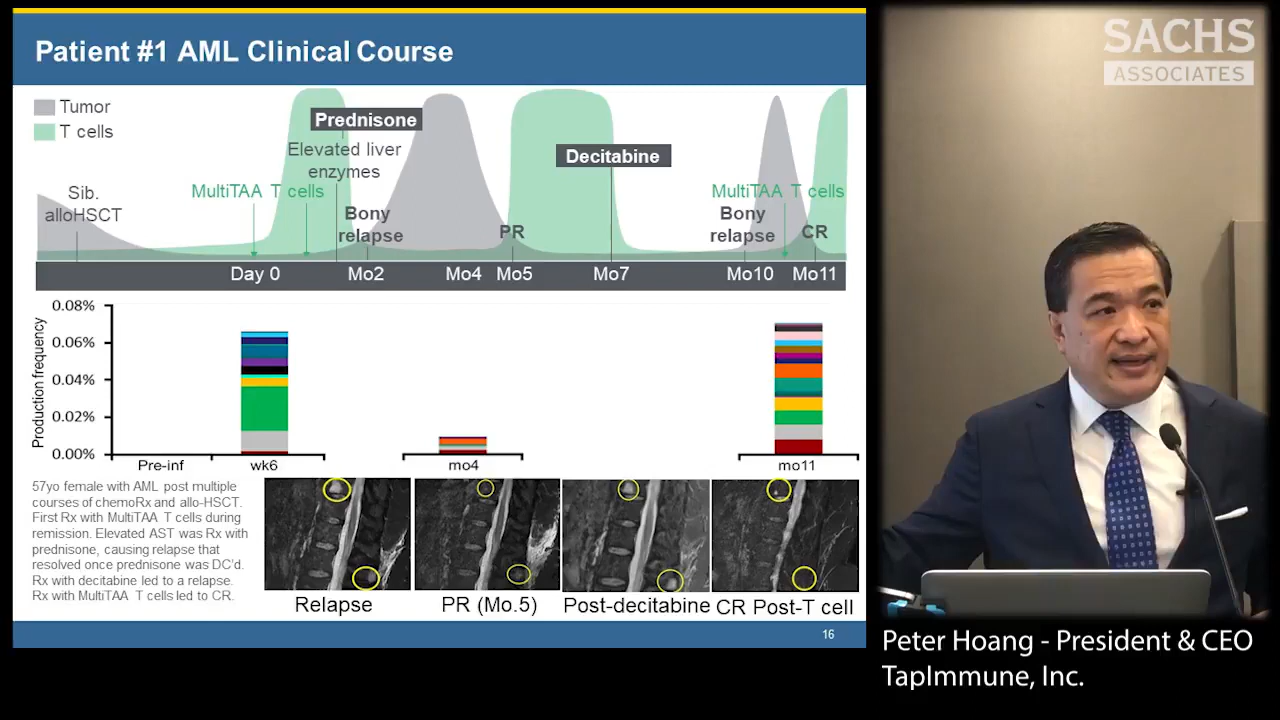 Patient #1 AML Clinical Course
Tumor
T cells
Prednisone
Elevated liver
enzymes
Decitabine
Sib.
alloHSCT
MultiTAA T cells
MultiTAA T cells
Bony
relapse
PR
Bony
relapse
CR
Day 0
Mo2
Mo4
Mo5
Mo7
Mo10
Mo11
Production frequency
0.08%
0.06%
0.04%
0.02%
0.00%
Pre-inf
wk6
mo4
mo11
57yo female with AML post multiple
courses of chemoRx and allo-HSCT.
First Rx with MultiTAA T cells during
remission. Elevated AST was Rx with
prednisone, causing relapse that
resolved once prednisone was DC'd.
Rx with decitabine led to a relapse.
Rx with MultiTAA T cells led to CR.
Relapse
PR (Mo.5)
Post-decitabine
CR Post-T cell
16
SACHS
ASSOCIATES
Peter Hoang - President & CEO
TapImmune, Inc.